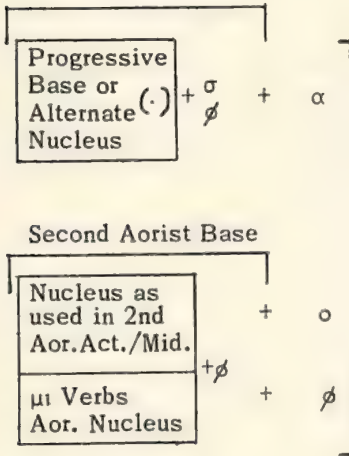 Progressive
Base or
Alternate (·) + σ + α
Nucleus ø
Second Aorist Base
Nucleus as
used in 2nd + ο
Aor.Act./Mid.
+ø
μι Verbs + ø
Aor. Nucleus